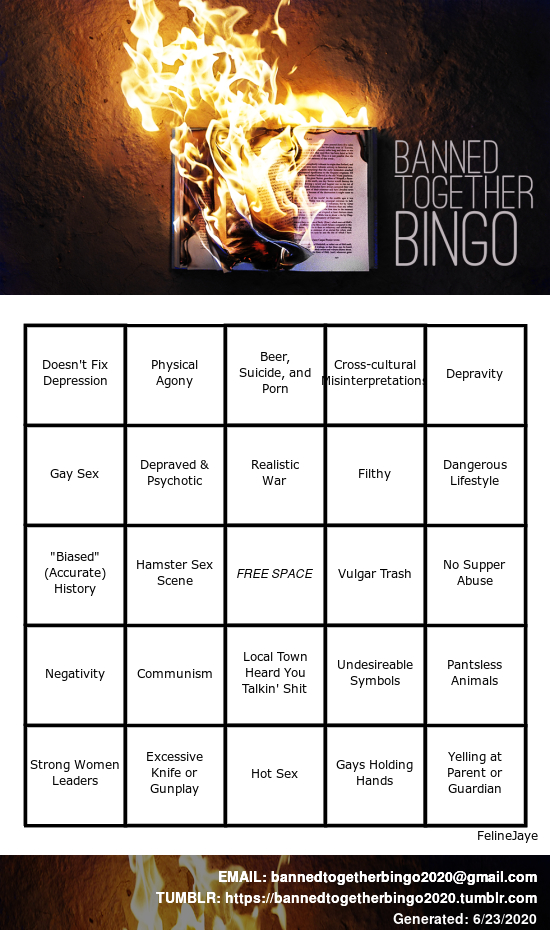 BANNED
TOGETHER
BINGO
Doesn't Fix
Depression
Physical
Agony
Beer,
Suicide, and
Porn
Cross-cultural
Misinterpretations
Depravity
Gay Sex
Depraved &
Psychotic
Realistic
War
Filthy
Dangerous
Lifestyle
"Biased"
(Accurate)
History
Hamster Sex
Scene
FREE SPACE
Vulgar Trash
No Supper
Abuse
Negativity
Communism
Local Town
Heard You
Talkin' Shit
Undesireable
Symbols
Pantsless
Animals
Strong Women
Leaders
Excessive
Knife or
Gunplay
Hot Sex
Gays Holding
Hands
Yelling at
Parent or
Guardian
FelineJaye
EMAIL: bannedtogetherbingo2020@gmail.com
TUMBLR: https://bannedtogetherbingo2020.tumblr.com
Generated: 6/23/2020